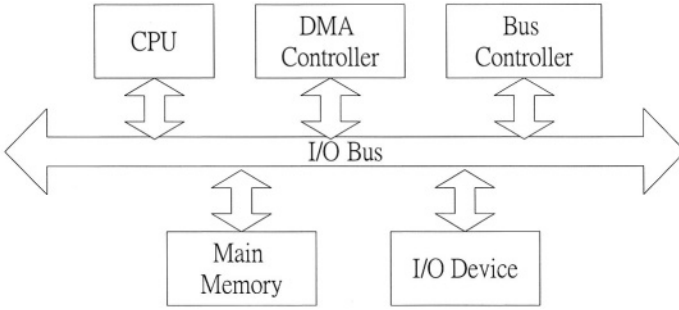 CPU
DMA
Controller
Bus
Controller
I/O Bus
Main
Memory
I/O Device